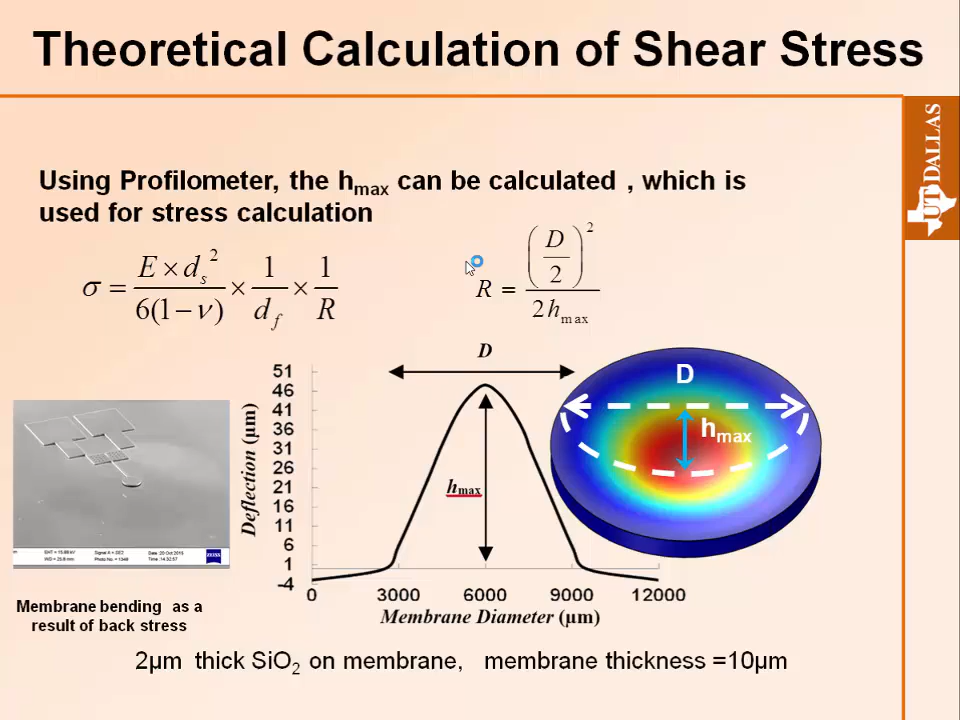 Theoretical Calculation of Shear Stress
UT DALLAS
Using Profilometer, the hmax can be calculated , which is
used for stress calculation
σ = E × ds² / 6(1 − ν) × 1 / df × 1 / R
R = (D / 2)² / 2hmax
D
51
46
41
36
31
26
21
16
11
6
1
-4
Deflection (µm)
hmax
0 3000 6000 9000 12000
Membrane Diameter (µm)
D
hmax
Membrane bending as a
result of back stress
2µm thick SiO2 on membrane, membrane thickness =10µm